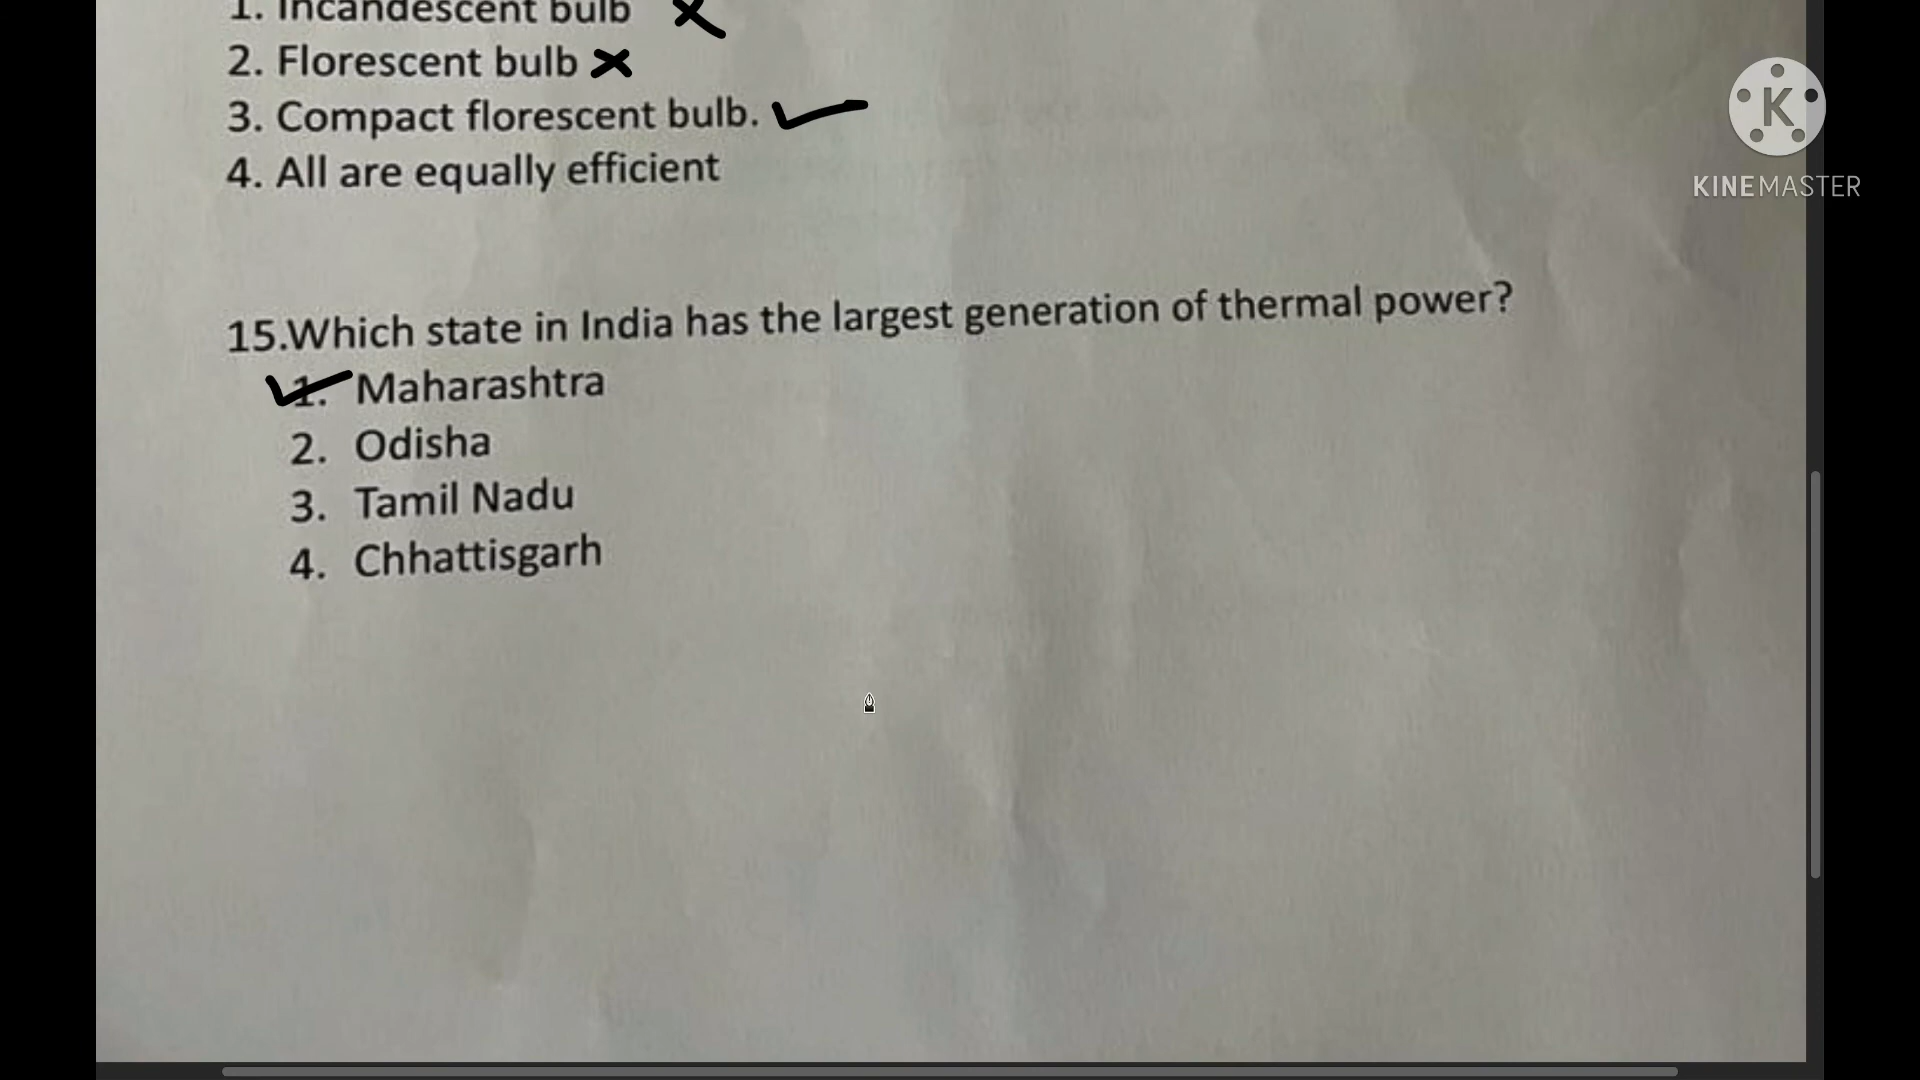 1. Incandescent bulb
2. Florescent bulb
3. Compact florescent bulb.
4. All are equally efficient
15.Which state in India has the largest generation of thermal power?
1. Maharashtra
2. Odisha
3. Tamil Nadu
4. Chhattisgarh
K
KINEMASTER